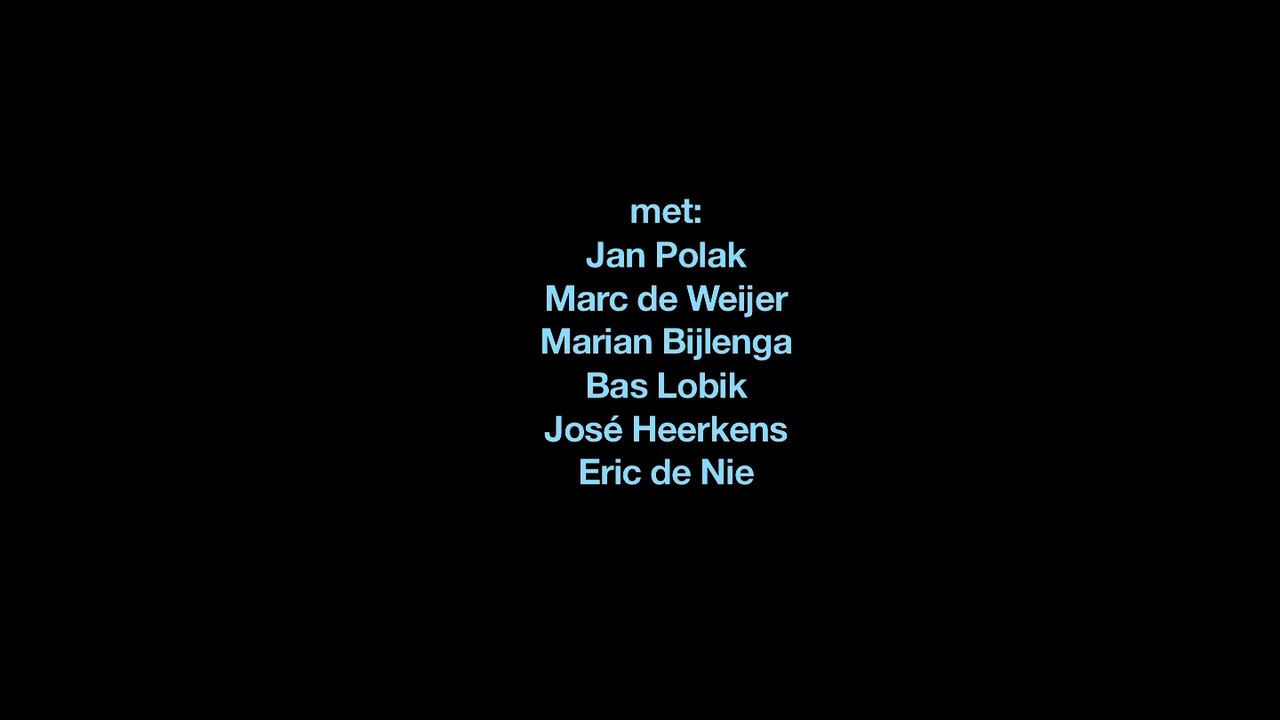 met:
Jan Polak
Marc de Weijer
Marian Bijlenga
Bas Lobik
José Heerkens
Eric de Nie